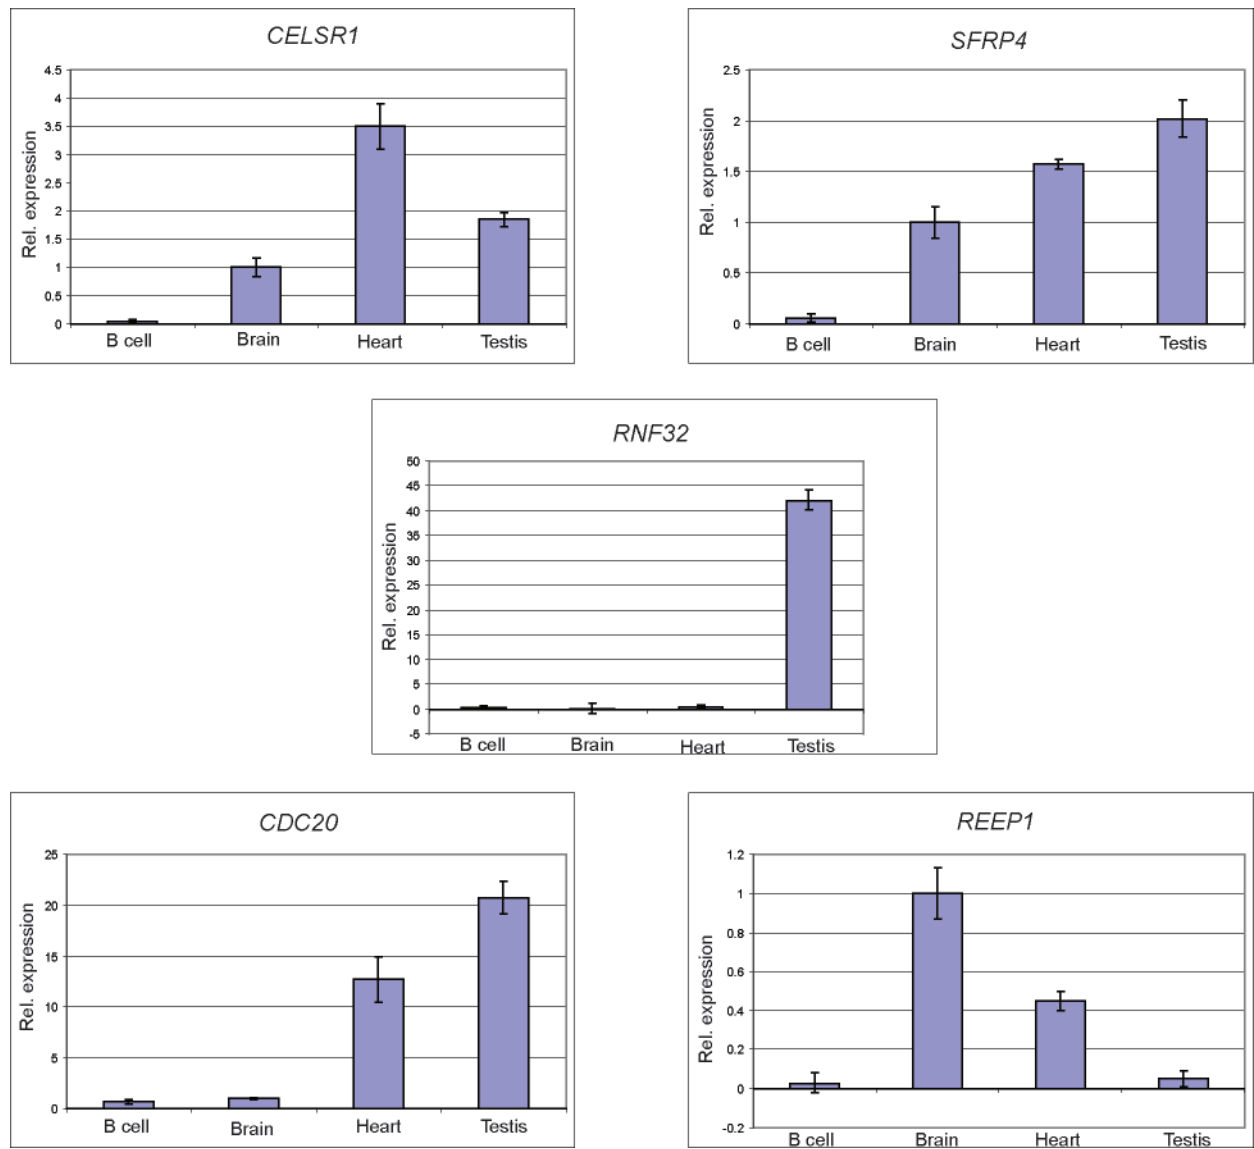 CELSR1
Rel. expression
4.5
4
3.5
3
2.5
2
1.5
1
0.5
0
B cell Brain Heart Testis
SFRP4
Rel. expression
2.5
2
1.5
1
0.5
0
B cell Brain Heart Testis
RNF32
Rel. expression
50
45
40
35
30
25
20
15
10
5
0
-5
B cell Brain Heart Testis
CDC20
Rel. expression
25
20
15
10
5
0
B cell Brain Heart Testis
REEP1
Rel. expression
1.2
1
0.8
0.6
0.4
0.2
0
-0.2
B cell Brain Heart Testis